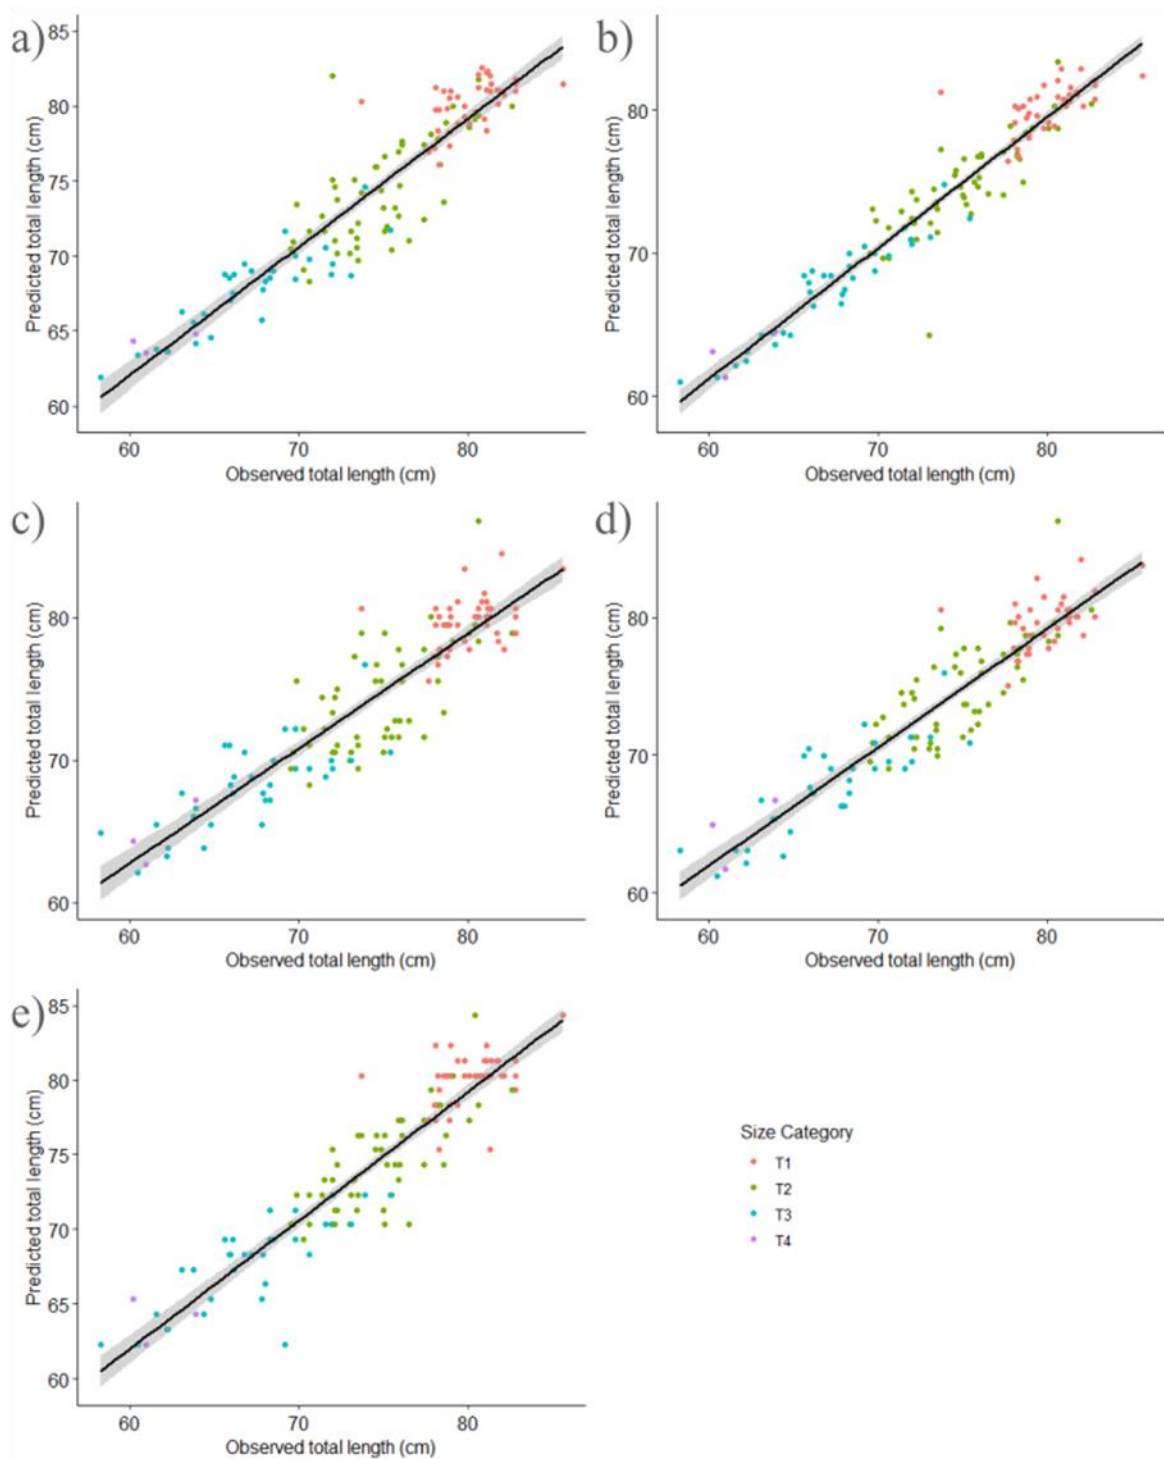 a)
85
80
75
70
65
60
Predicted total length (cm)
60 70 80
Observed total length (cm)
b)
80
70
60
Predicted total length (cm)
60 70 80
Observed total length (cm)
c)
80
70
60
Predicted total length (cm)
60 70 80
Observed total length (cm)
d)
80
70
60
Predicted total length (cm)
60 70 80
Observed total length (cm)
e)
85
80
75
70
65
60
Predicted total length (cm)
60 70 80
Observed total length (cm)
Size Category
T1
T2
T3
T4